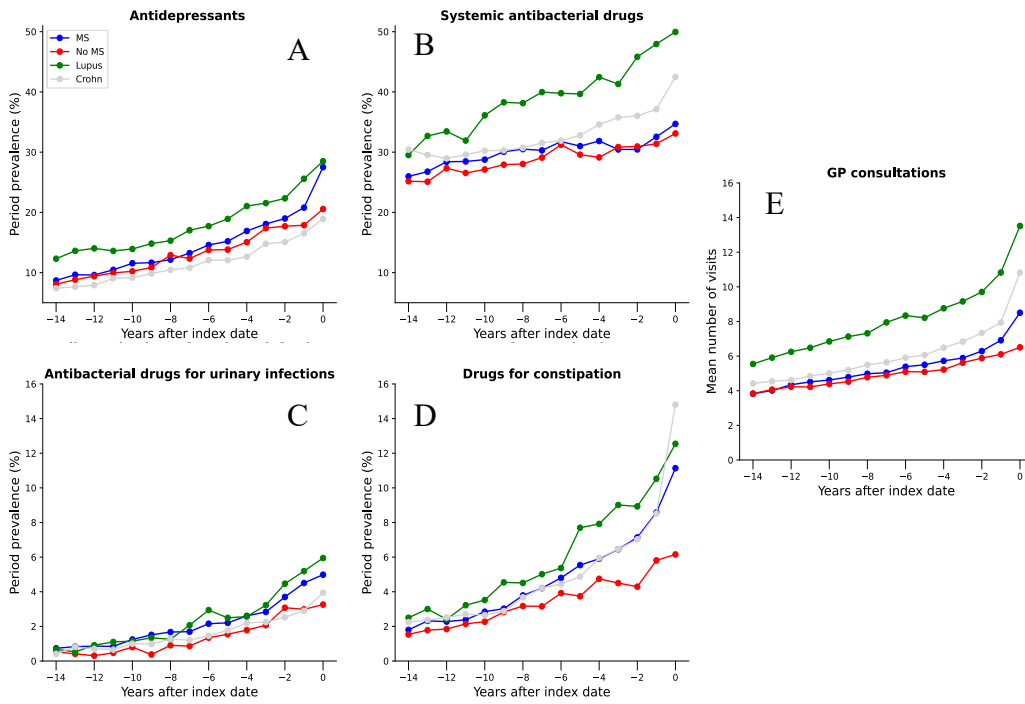 Antidepressants
A
MS
No MS
Lupus
Crohn
Period prevalence (%)
50
40
30
20
10
−14 −12 −10 −8 −6 −4 −2 0
Years after index date
Systemic antibacterial drugs
B
Period prevalence (%)
50
40
30
20
10
−14 −12 −10 −8 −6 −4 −2 0
Years after index date
GP consultations
E
Mean number of visits
16
14
12
10
8
6
4
2
0
−14 −12 −10 −8 −6 −4 −2 0
Years after index date
Antibacterial drugs for urinary infections
C
Period prevalence (%)
16
14
12
10
8
6
4
2
0
−14 −12 −10 −8 −6 −4 −2 0
Years after index date
Drugs for constipation
D
Period prevalence (%)
16
14
12
10
8
6
4
2
0
−14 −12 −10 −8 −6 −4 −2 0
Years after index date